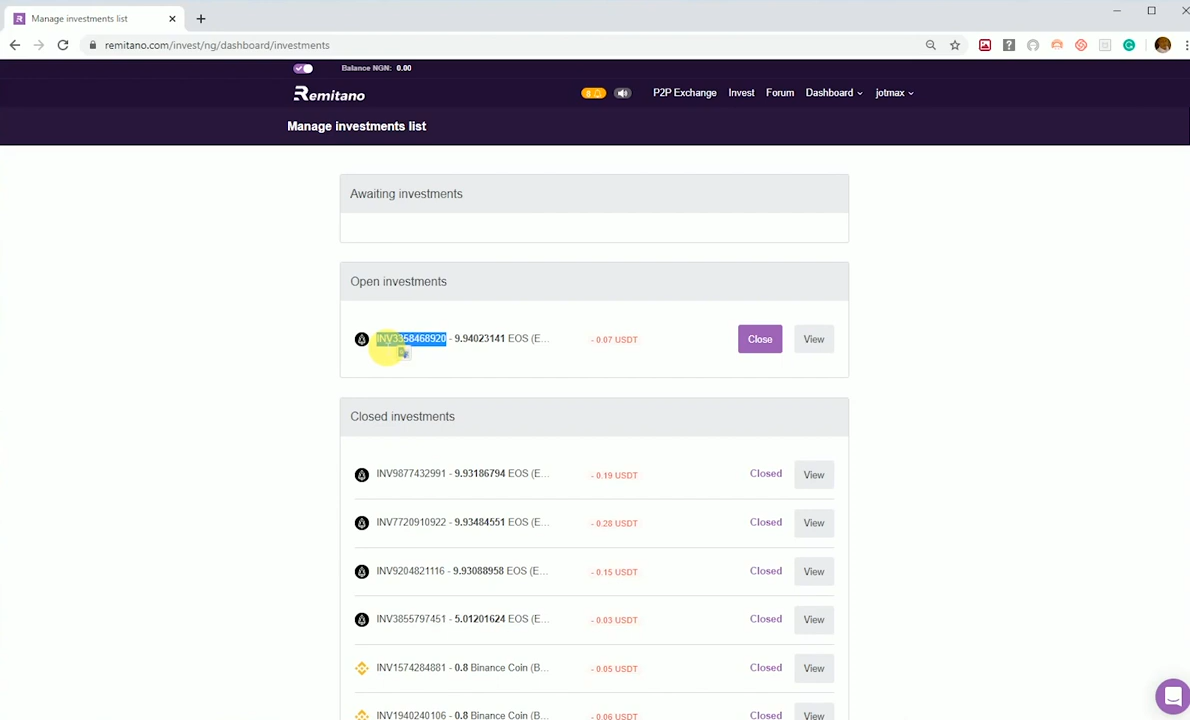 Manage investments list
remitano.com/invest/ng/dashboard/investments
Balance NGN: 0.00
Remitano
P2P Exchange Invest Forum Dashboard jotmax
Manage investments list
Awaiting investments
Open investments
INV3358468920 - 9.94023141 EOS (E... - 0.07 USDT Close View
Closed investments
INV9877432991 - 9.93186794 EOS (E... - 0.19 USDT Closed View
INV7720910922 - 9.93484551 EOS (E... - 0.28 USDT Closed View
INV9204821116 - 9.93088958 EOS (E... - 0.15 USDT Closed View
INV3855797451 - 5.01201624 EOS (E... - 0.03 USDT Closed View
INV1574284881 - 0.8 Binance Coin (B... - 0.05 USDT Closed View
INV1940240106 - 0.8 Binance Coin (B... - 0.06 USDT Closed View